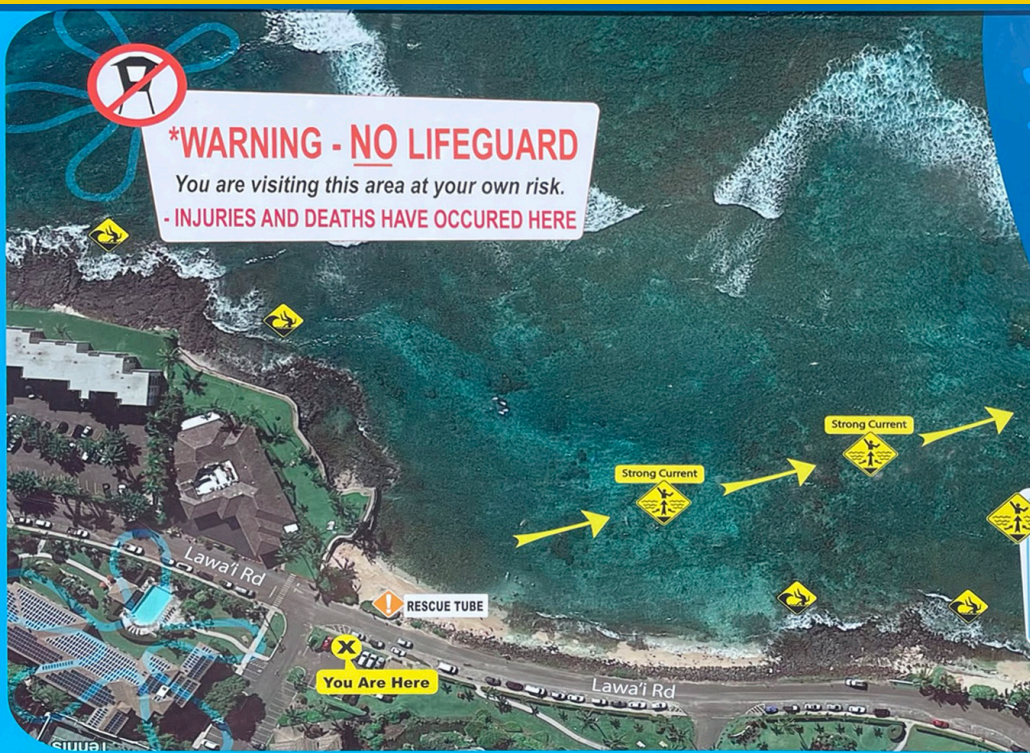 *WARNING - NO LIFEGUARD
You are visiting this area at your own risk.
- INJURIES AND DEATHS HAVE OCCURED HERE
Strong Current
Strong Current
Lawa'i Rd
RESCUE TUBE
X
You Are Here
Lawa'i Rd
Tennis